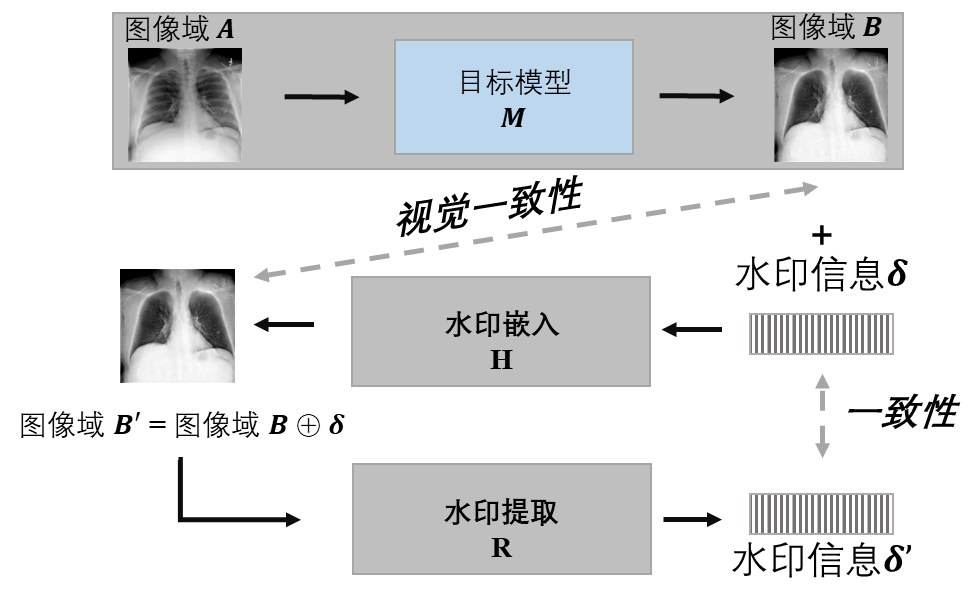 图像域 A
图像域 B
目标模型
M
视觉一致性
+
水印信息δ
水印嵌入
H
一致性
图像域 B′ = 图像域 B ⊕ δ
水印提取
R
水印信息δ’